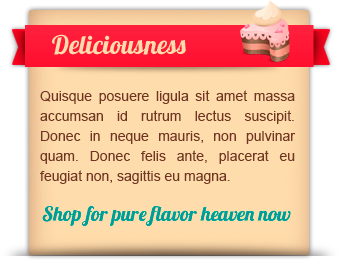 Deliciousness
Quisque posuere ligula sit amet massa
accumsan id rutrum lectus suscipit.
Donec in neque mauris, non pulvinar
quam. Donec felis ante, placerat eu
feugiat non, sagittis eu magna.
Shop for pure flavor heaven now